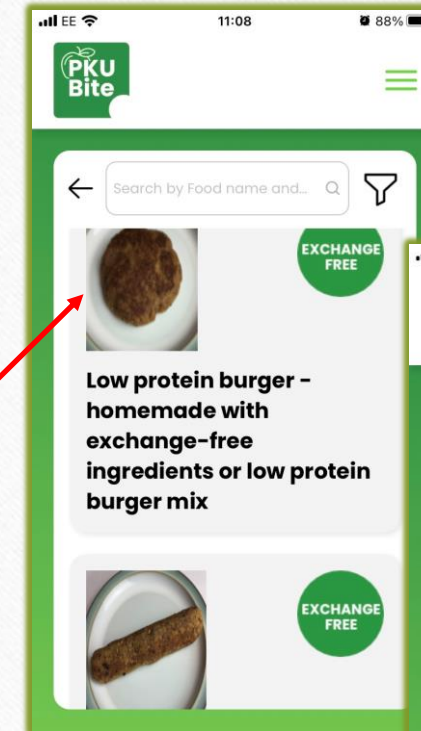 EE 11:08 88%
PKU
Bite
Search by Food name and...
EXCHANGE
FREE
Low protein burger –
homemade with
exchange-free
ingredients or low protein
burger mix
EXCHANGE
FREE